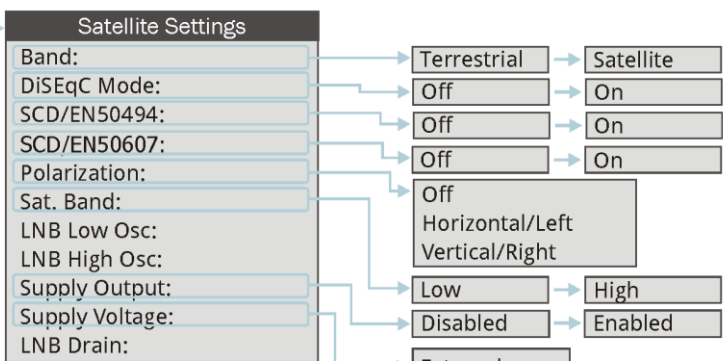 Satellite Settings
Band:
Terrestrial
Satellite
DiSEqC Mode:
Off
On
SCD/EN50494:
Off
On
SCD/EN50607:
Off
On
Polarization:
Off
Horizontal/Left
Vertical/Right
Sat. Band:
Low
High
LNB Low Osc:
LNB High Osc:
Supply Output:
Disabled
Enabled
Supply Voltage:
LNB Drain: